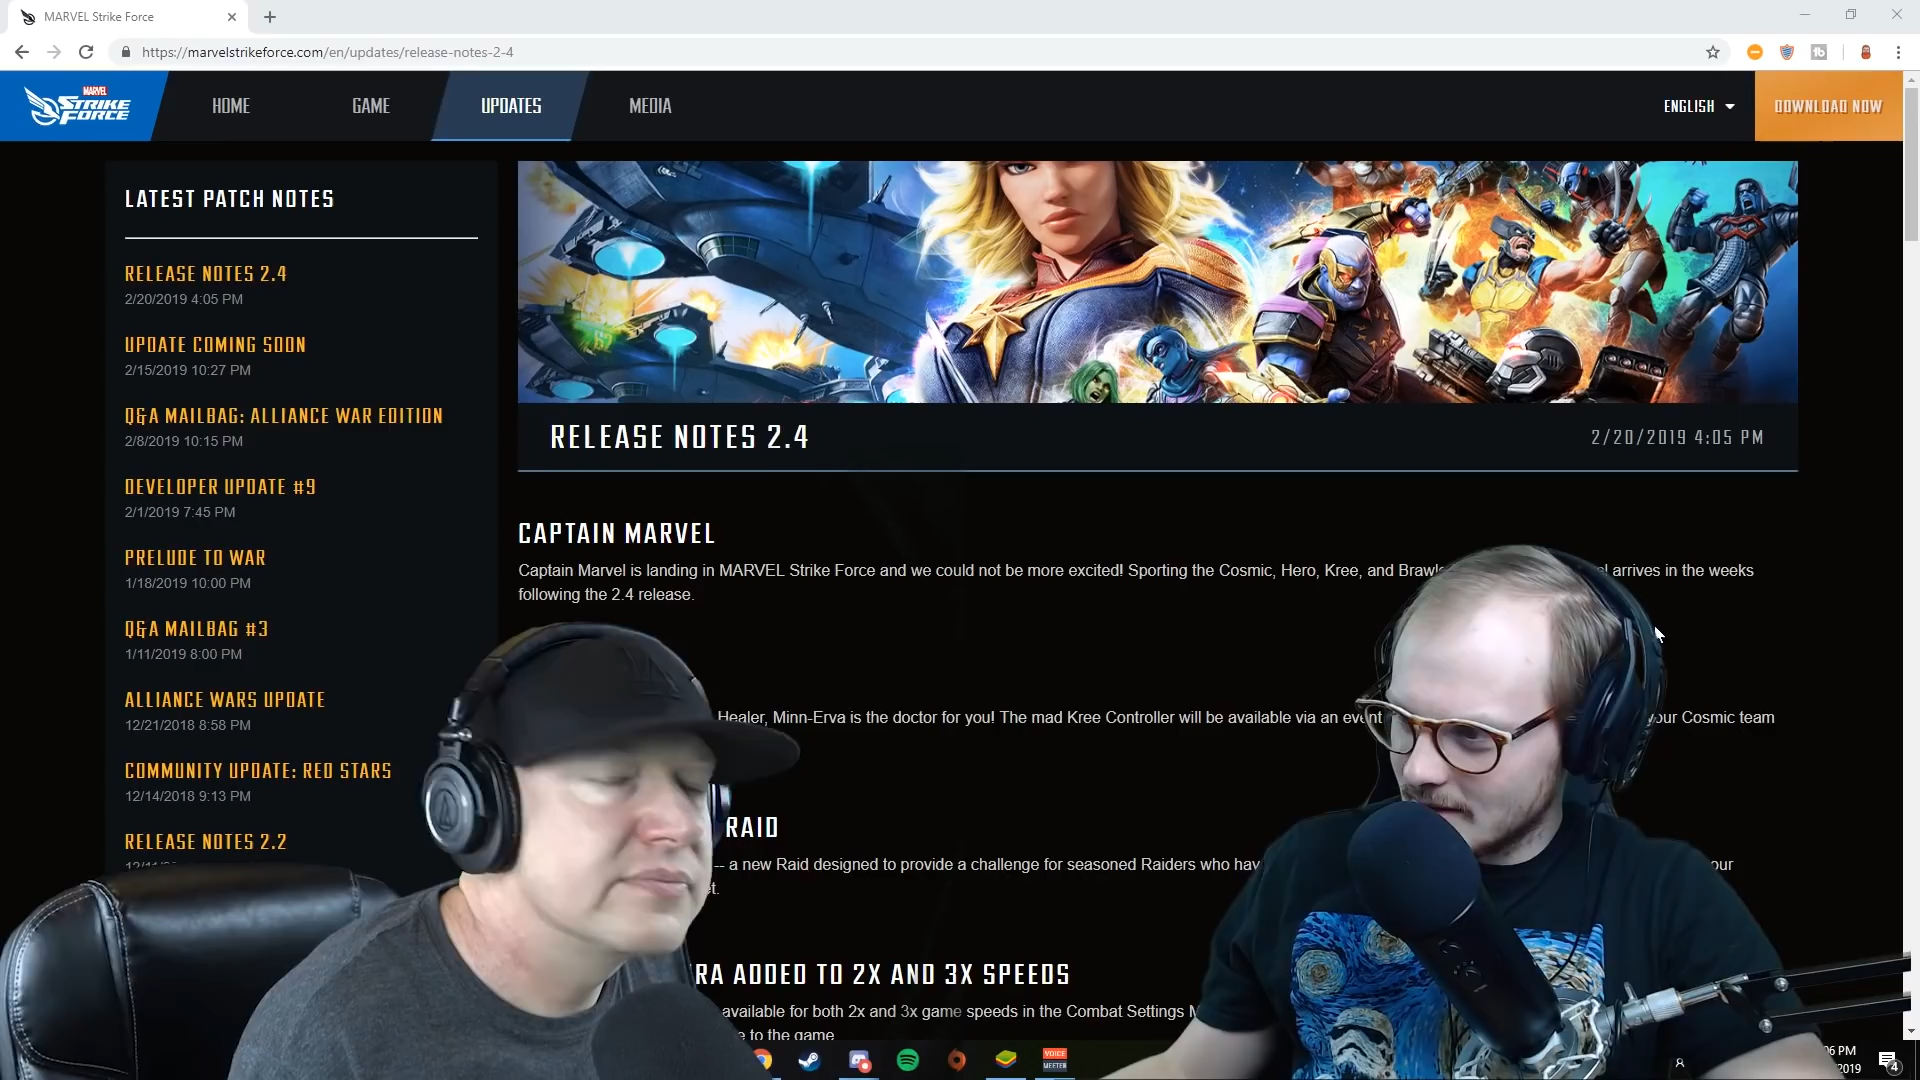 MARVEL Strike Force
https://marvelstrikeforce.com/en/updates/release-notes-2-4
MARVEL
STRIKE
FORCE
HOME
GAME
UPDATES
MEDIA
ENGLISH
DOWNLOAD NOW
LATEST PATCH NOTES
RELEASE NOTES 2.4
2/20/2019 4:05 PM
UPDATE COMING SOON
2/15/2019 10:27 PM
Q&A MAILBAG: ALLIANCE WAR EDITION
2/8/2019 10:15 PM
DEVELOPER UPDATE #9
2/1/2019 7:45 PM
PRELUDE TO WAR
1/18/2019 10:00 PM
Q&A MAILBAG #3
1/11/2019 8:00 PM
ALLIANCE WARS UPDATE
12/21/2018 8:58 PM
COMMUNITY UPDATE: RED STARS
12/14/2018 9:13 PM
RELEASE NOTES 2.2
RELEASE NOTES 2.4
2/20/2019 4:05 PM
CAPTAIN MARVEL
Captain Marvel is landing in MARVEL Strike Force and we could not be more excited! Sporting the Cosmic, Hero, Kree, and arrives in the weeks
following the 2.4 release.
Healer, Minn-Erva is the doctor for you! The mad Kree Controller will be available via an event your Cosmic team
RAID
-- a new Raid designed to provide a challenge for seasoned Raiders who
ADDED TO 2X AND 3X SPEEDS
available for both 2x and 3x game speeds in the Combat Settings
to the game
VOICE
MEETER
PM
2019
4